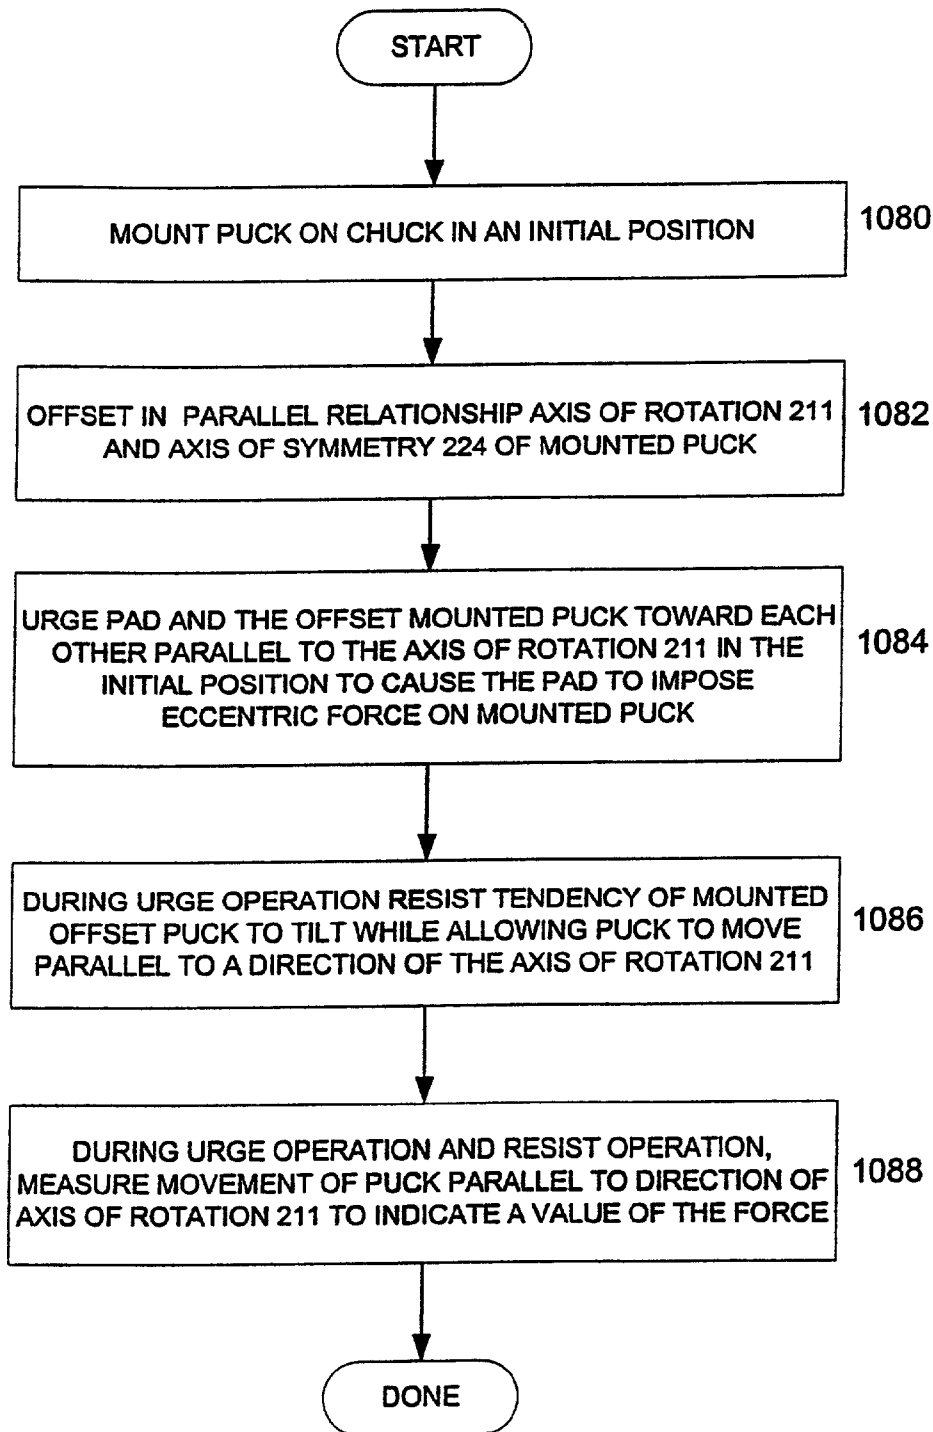 START
MOUNT PUCK ON CHUCK IN AN INITIAL POSITION
1080
OFFSET IN PARALLEL RELATIONSHIP AXIS OF ROTATION 211
AND AXIS OF SYMMETRY 224 OF MOUNTED PUCK
1082
URGE PAD AND THE OFFSET MOUNTED PUCK TOWARD EACH
OTHER PARALLEL TO THE AXIS OF ROTATION 211 IN THE
INITIAL POSITION TO CAUSE THE PAD TO IMPOSE
ECCENTRIC FORCE ON MOUNTED PUCK
1084
DURING URGE OPERATION RESIST TENDENCY OF MOUNTED
OFFSET PUCK TO TILT WHILE ALLOWING PUCK TO MOVE
PARALLEL TO A DIRECTION OF THE AXIS OF ROTATION 211
1086
DURING URGE OPERATION AND RESIST OPERATION,
MEASURE MOVEMENT OF PUCK PARALLEL TO DIRECTION OF
AXIS OF ROTATION 211 TO INDICATE A VALUE OF THE FORCE
1088
DONE